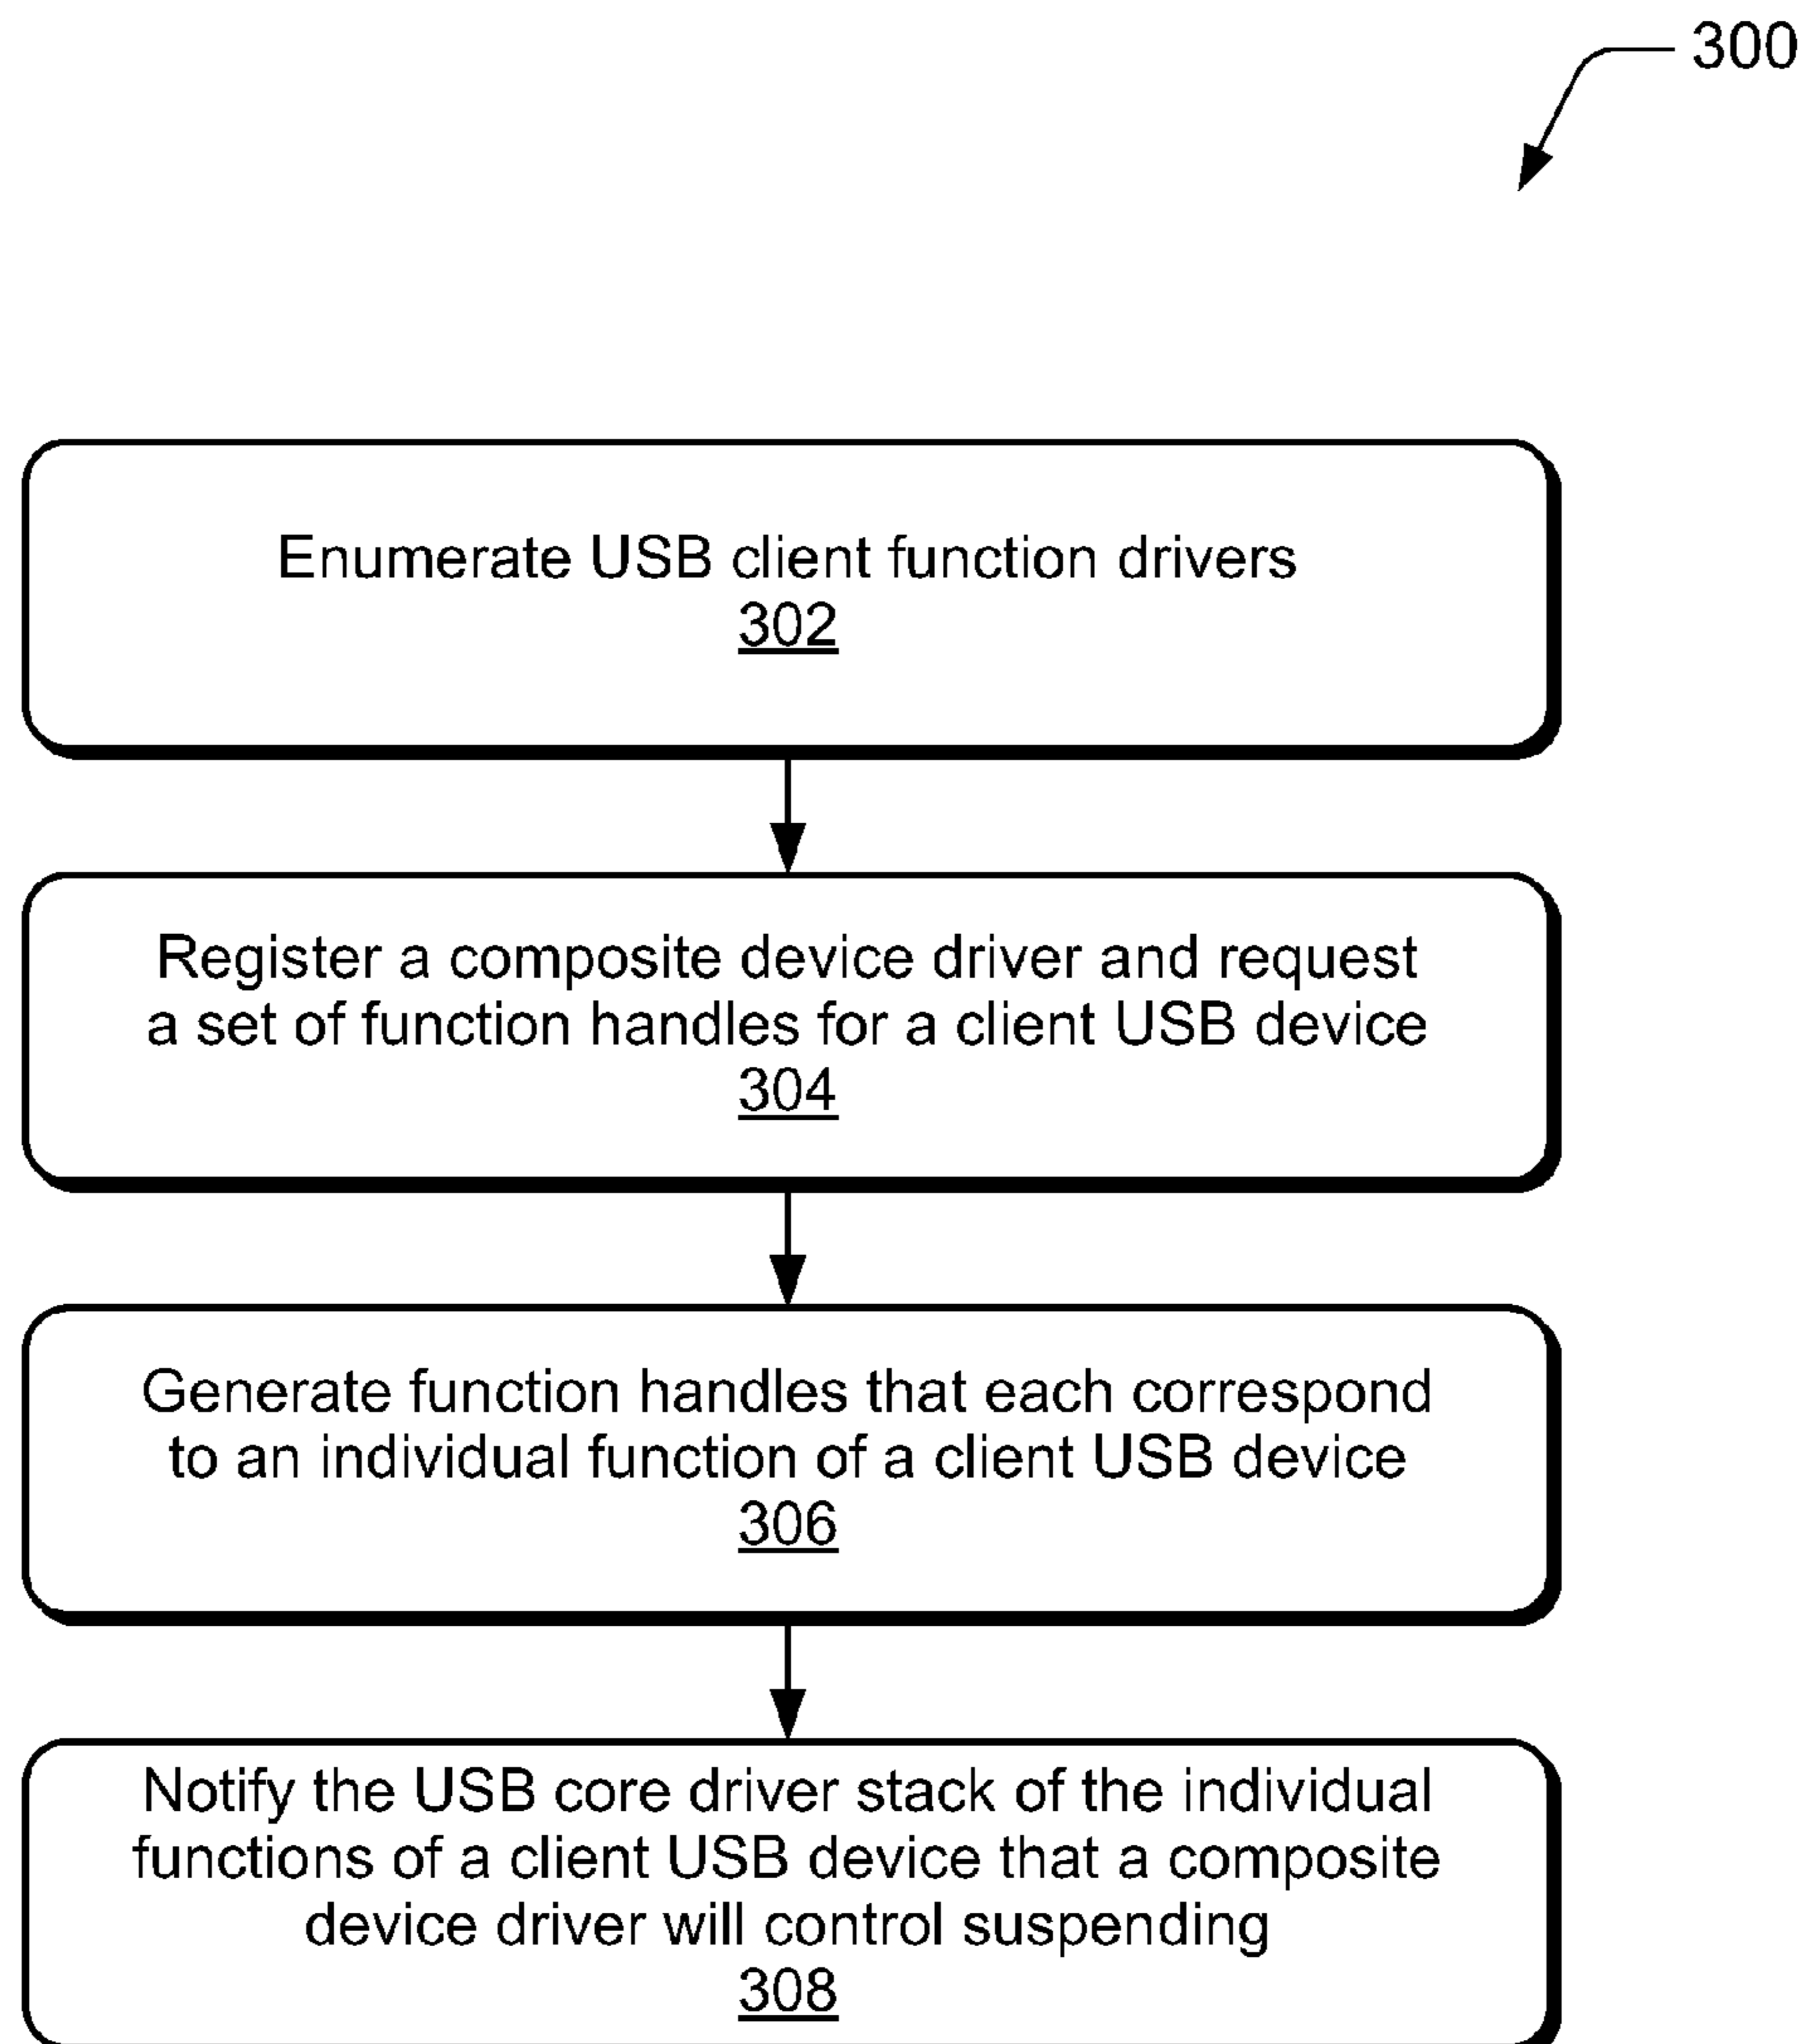 300
Enumerate USB client function drivers
302
Register a composite device driver and request
a set of function handles for a client USB device
304
Generate function handles that each correspond
to an individual function of a client USB device
306
Notify the USB core driver stack of the individual
functions of a client USB device that a composite
device driver will control suspending
308